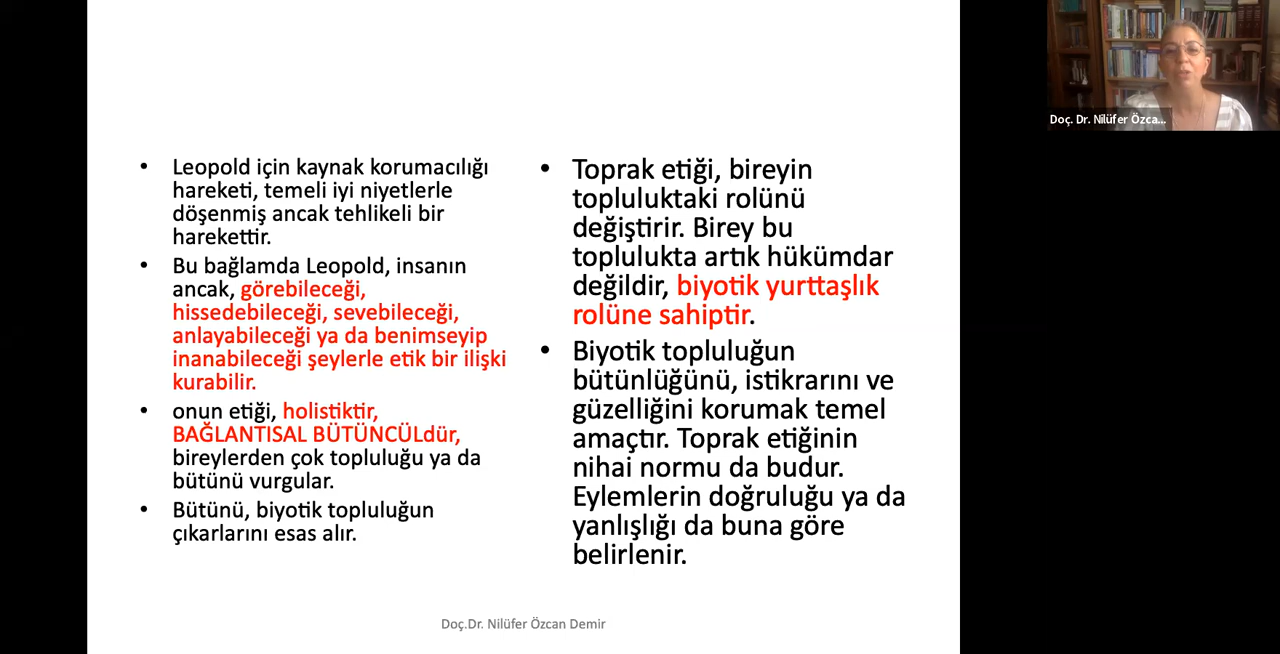 • Leopold için kaynak korumacılığı
hareketi, temeli iyi niyetlerle
döşenmiş ancak tehlikeli bir
harekettir.
• Bu bağlamda Leopold, insanın
ancak, görebileceği,
hissedebileceği, sevebileceği,
anlayabileceği ya da benimseyip
inanabileceği şeylerle etik bir ilişki
kurabilir.
• onun etiği, holistiktir,
BAĞLANTISAL BÜTÜNCÜLdür,
bireylerden çok topluluğu ya da
bütünü vurgular.
• Bütünü, biyotik topluluğun
çıkarlarını esas alır.
• Toprak etiği, bireyin
topluluktaki rolünü
değiştirir. Birey bu
toplulukta artık hükümdar
değildir, biyotik yurttaşlık
rolüne sahiptir.
• Biyotik topluluğun
bütünlüğünü, istikrarını ve
güzelliğini korumak temel
amaçtır. Toprak etiğinin
nihai normu da budur.
Eylemlerin doğruluğu ya da
yanlışlığı da buna göre
belirlenir.
Doç.Dr. Nilüfer Özcan Demir
Doç. Dr. Nilüfer Özca...